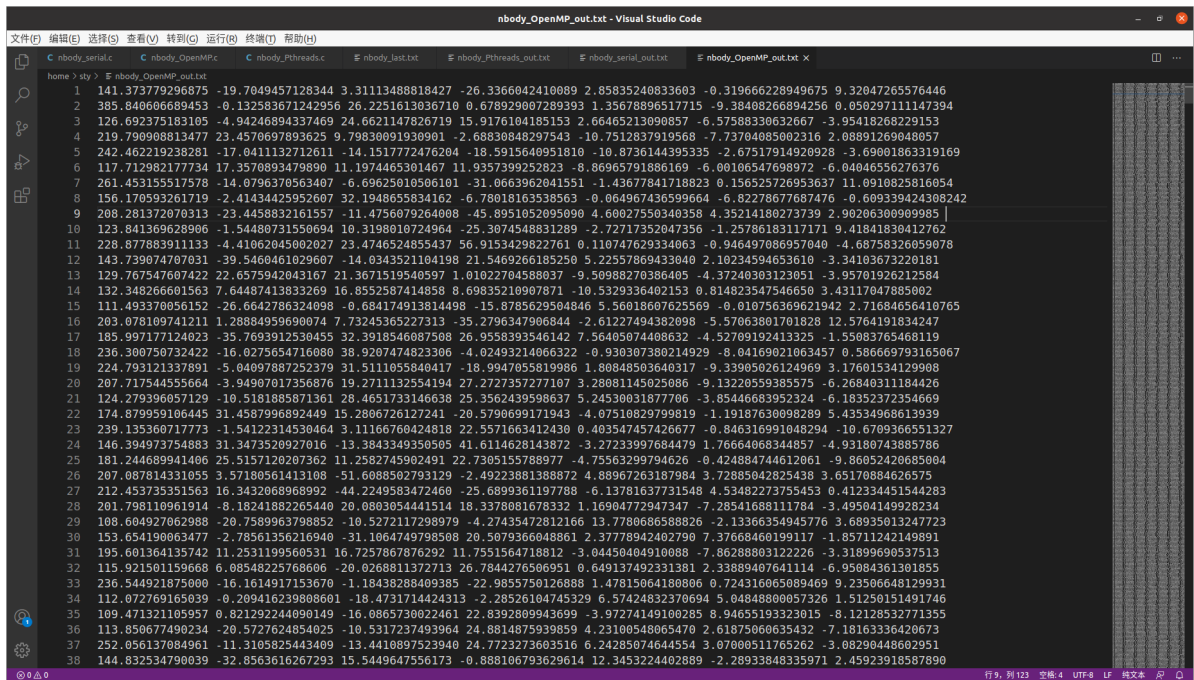 nbody_OpenMP_out.txt - Visual Studio Code
文件(F) 编辑(E) 选择(S) 查看(V) 转到(G) 运行(R) 终端(T) 帮助(H)
C nbody_serial.c C nbody_OpenMP.c C nbody_Pthreads.c nbody_last.txt nbody_Pthreads_out.txt nbody_serial_out.txt nbody_OpenMP_out.txt
home > sty > nbody_OpenMP_out.txt
1 141.373779296875 -19.7049457128344 3.31113488818427 -26.3366042410089 2.85835240833603 -0.319666228949675 9.32047265576446
2 385.840606689453 -0.132583671242956 26.2251613036710 0.678929007289393 1.35678896517715 -9.38408266894256 0.050297111147394
3 126.692375183105 -4.94246894337469 24.6621147826719 15.9176104185153 2.66465213090857 -6.57588330632667 -3.95418268229153
4 219.790908813477 23.4570697893625 9.79830091930901 -2.68830848297543 -10.7512837919568 -7.73704085002316 2.08891269048057
5 242.462219238281 -17.0411132712611 -14.1517772476204 -18.5915640951810 -10.8736144395335 -2.67517914920928 -3.69001863319169
6 117.712982177734 17.3570893479890 11.1974465301467 11.9357399252823 -8.86965791886169 -6.00106547698972 -6.04046556276376
7 261.453155517578 -14.0796370563407 -6.69625010506101 -31.0663962041551 -1.43677841718823 0.156525726953637 11.0910825816054
8 156.170593261719 -2.41434425952607 32.1948655834162 -6.78018163538563 -0.064967436599664 -6.82278677687476 -0.609339424308242
9 208.281372070313 -23.4458832161557 -11.4756079264008 -45.8951052095090 4.60027550340358 4.35214180273739 2.90206300909985
10 123.841369628906 -1.54480731550694 10.3198010724964 -25.3074548831289 -2.72717352047356 -1.25786183117171 9.41841830412762
11 228.877883911133 -4.41062045002027 23.4746524855437 56.9153429822761 0.110747629334063 -0.946497086957040 -4.68758326059078
12 143.739074707031 -39.5460461029607 -14.0343521104198 21.5469266185250 5.22557869433040 2.10234594653610 -3.34103673220181
13 129.767547607422 22.6575942043167 21.3671519540597 1.01022704588037 -9.50988270386405 -4.37240303123051 -3.95701926212584
14 132.348266601563 7.64487413833269 16.8552587414858 8.69835210907871 -10.5329336402153 0.814823547546650 3.43117047885002
15 111.493370056152 -26.6642786324098 -0.684174913814498 -15.8785629504846 5.56018607625569 -0.010756369621942 2.71684656410765
16 203.078109741211 1.28884959690074 7.73245365227313 -35.2796347906844 -2.61227494382098 -5.57063801701828 12.5764191834247
17 185.997177124023 -35.7693912530455 32.3918546087508 26.9558393546142 7.56405074408632 -4.52709192413325 -1.55083765468119
18 236.300750732422 -16.0275654716080 38.9207474823306 -4.02493214066322 -0.930307380214929 -8.04169021063457 0.586669793165067
19 224.793121337891 -5.04097887252379 31.5111055840417 -18.9947055819986 1.80848503640317 -9.33905026124969 3.17601534129908
20 207.717544555664 -3.94907017356876 19.2711132554194 27.2727357277107 3.28081145025086 -9.13220559385575 -6.26840311184426
21 124.279396057129 -10.5181885871361 28.4651733146638 25.3562439598637 5.24530031877706 -3.85446683952324 -6.18352372354669
22 174.879959106445 31.4587996892449 15.2806726127241 -20.5790699171943 -4.07510829799819 -1.19187630098289 5.43534968613939
23 239.135360717773 -1.54122314530464 3.11166760424818 22.5571663412430 0.403547457426677 -0.846316991048294 -10.6709366551327
24 146.394973754883 31.3473520927016 -13.3843349350505 41.6114628143872 -3.27233997684479 1.76664068344857 -4.93180743885786
25 181.244689941406 25.5157120207362 11.2582745902491 22.7305155788977 -4.75563299794626 -0.424884744612061 -9.86052420685004
26 207.087814331055 3.57180561413108 -51.6088502793129 -2.49223881388872 4.88967263187984 3.72885042825438 3.65170884626575
27 212.453735351563 16.3432068968992 -44.2249583472460 -25.6899361197788 -6.13781637731548 4.53482273755453 0.412334451544283
28 201.798110961914 -8.18241882265440 20.0803054441514 18.3378081678332 1.16904772947347 -7.28541688111784 -3.49504149928234
29 108.604927062988 -20.7589963798852 -10.5272117298979 -4.27435472812166 13.7780686588826 -2.13366354945776 3.68935013247723
30 153.654190063477 -2.78561356216940 -31.1064749798508 20.5079366048861 2.37778942402790 7.37668460199117 -1.85711242149891
31 195.601364135742 11.2531199560531 16.7257867876292 11.7551564718812 -3.04450404910088 -7.86288803122226 -3.31899690537513
32 115.921501159668 6.08548225768606 -20.0268811372713 26.7844276506951 0.649137492331381 2.33889407641114 -6.95084361301855
33 236.544921875000 -16.1614917153670 -1.18438288409385 -22.9855750126888 1.47815064180806 0.724316065089469 9.23506648129931
34 112.072769165039 -0.209416239808601 -18.4731714424313 -2.28526104745329 6.57424832370694 5.04848800057326 1.51250151491746
35 109.471321105957 0.821292244090149 -16.0865730022461 22.8392809943699 -3.97274149100285 8.94655193323015 -8.12128532771355
36 113.850677490234 -20.5727624854025 -10.5317237493964 24.8814875939859 4.23100548065470 2.61875060635432 -7.18163336420673
37 252.056137084961 -11.3105825443409 -13.4410897523940 24.7723273603516 6.24285074644554 3.07000511765262 -3.08290448602951
38 144.832534790039 -32.8563616267293 15.5449647556173 -0.888106793629614 12.3453224402889 -2.28933848335971 2.45923918587890
0 0 行 9，列 123 空格: 4 UTF-8 LF 纯文本